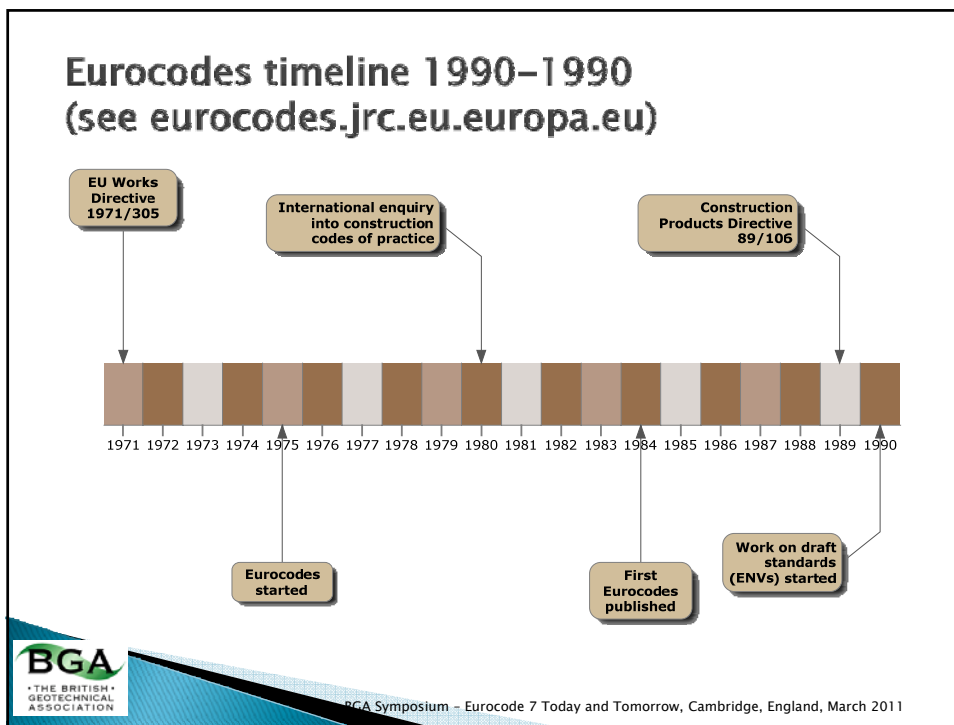 Eurocodes timeline 1990-1990
(see eurocodes.jrc.eu.europa.eu)
EU Works
Directive
1971/305
International enquiry
into construction
codes of practice
Construction
Products Directive
89/106
1971 1972 1973 1974 1975 1976 1977 1978 1979 1980 1981 1982 1983 1984 1985 1986 1987 1988 1989 1990
Eurocodes
started
First
Eurocodes
published
Work on draft
standards
(ENVs) started
BGA
•THE BRITISH•
GEOTECHNICAL
ASSOCIATION
BGA Symposium – Eurocode 7 Today and Tomorrow, Cambridge, England, March 2011